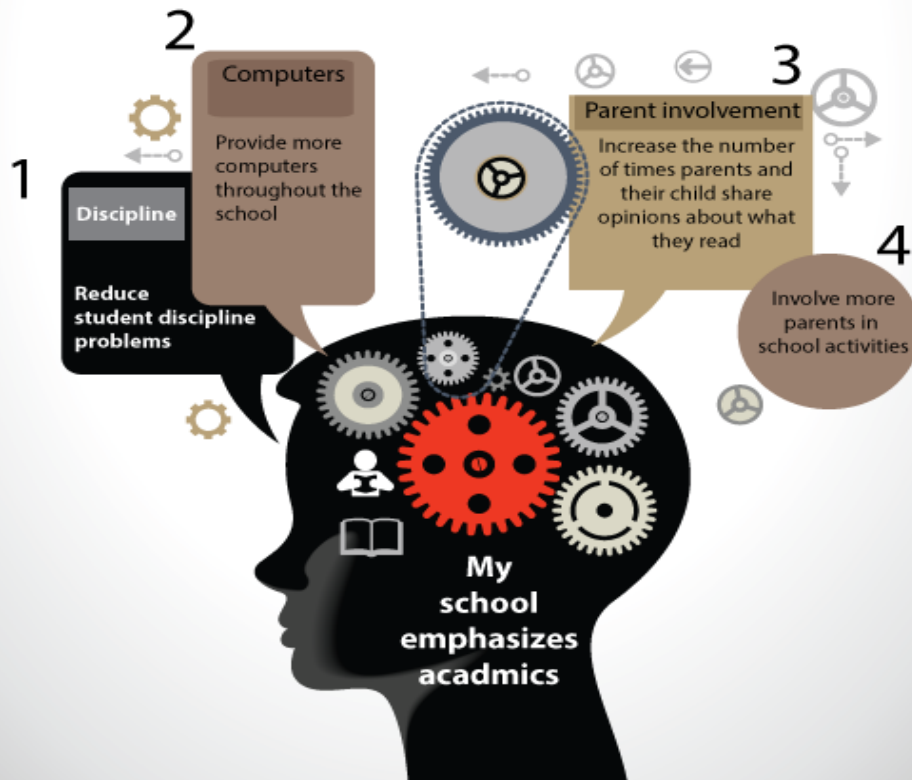 1
Discipline
Reduce
student discipline
problems
2
Computers
Provide more
computers
throughout the
school
3
Parent involvement
Increase the number
of times parents and
their child share
opinions about what
they read
4
Involve more
parents in
school activities
My
school
emphasizes
acadmics